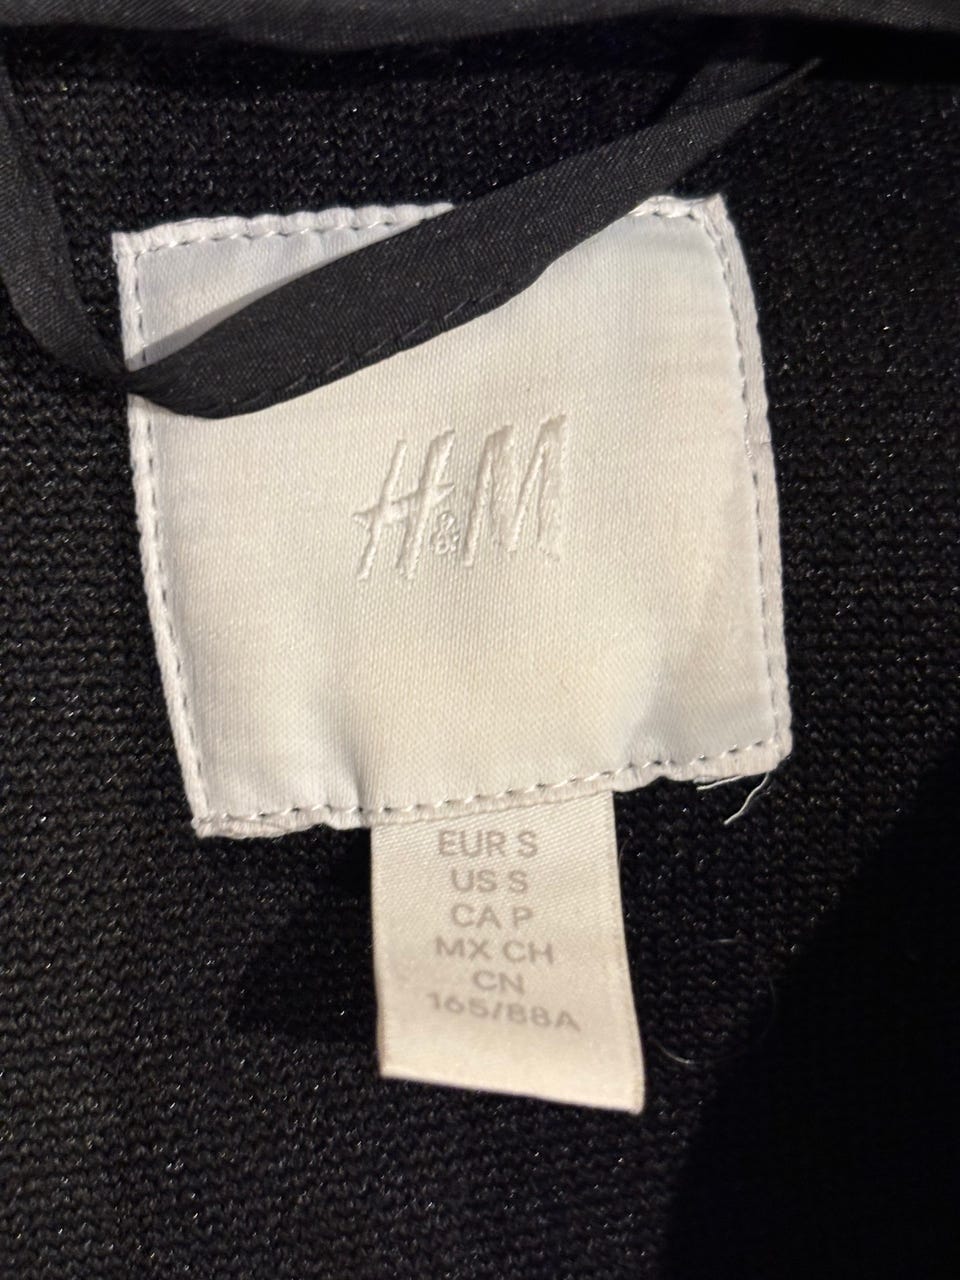 H&M
EUR S
US S
CA P
MX CH
CN
165/88A